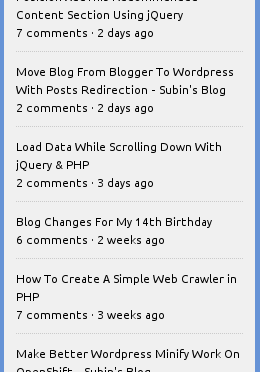 Content Section Using jQuery
7 comments · 2 days ago
Move Blog From Blogger To Wordpress
With Posts Redirection - Subin's Blog
2 comments · 2 days ago
Load Data While Scrolling Down With
jQuery & PHP
2 comments · 3 days ago
Blog Changes For My 14th Birthday
6 comments · 2 weeks ago
How To Create A Simple Web Crawler in
PHP
7 comments · 3 weeks ago
Make Better Wordpress Minify Work On
OpenShift - Subin's Blog